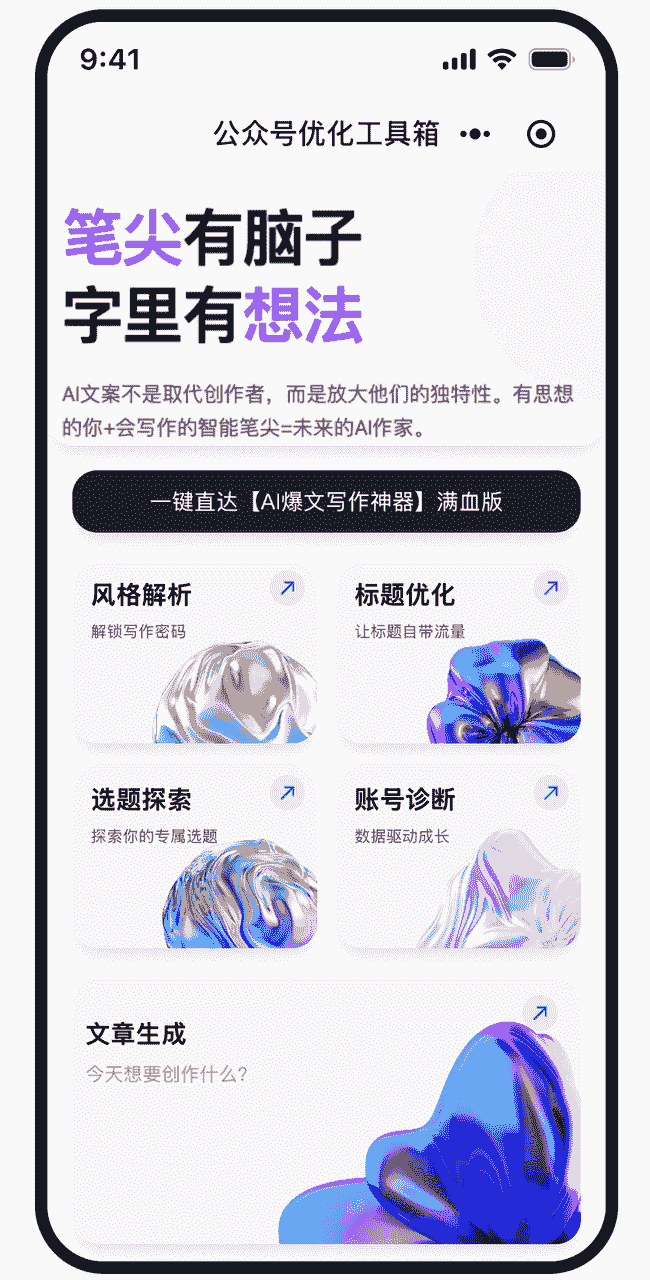 9:41
公众号优化工具箱
笔尖有脑子
字里有想法
AI文案不是取代创作者，而是放大他们的独特性。有思想
的你+会写作的智能笔尖=未来的AI作家。
一键直达【AI爆文写作神器】满血版
风格解析
解锁写作密码
标题优化
让标题自带流量
选题探索
探索你的专属选题
账号诊断
数据驱动成长
文章生成
今天想要创作什么?